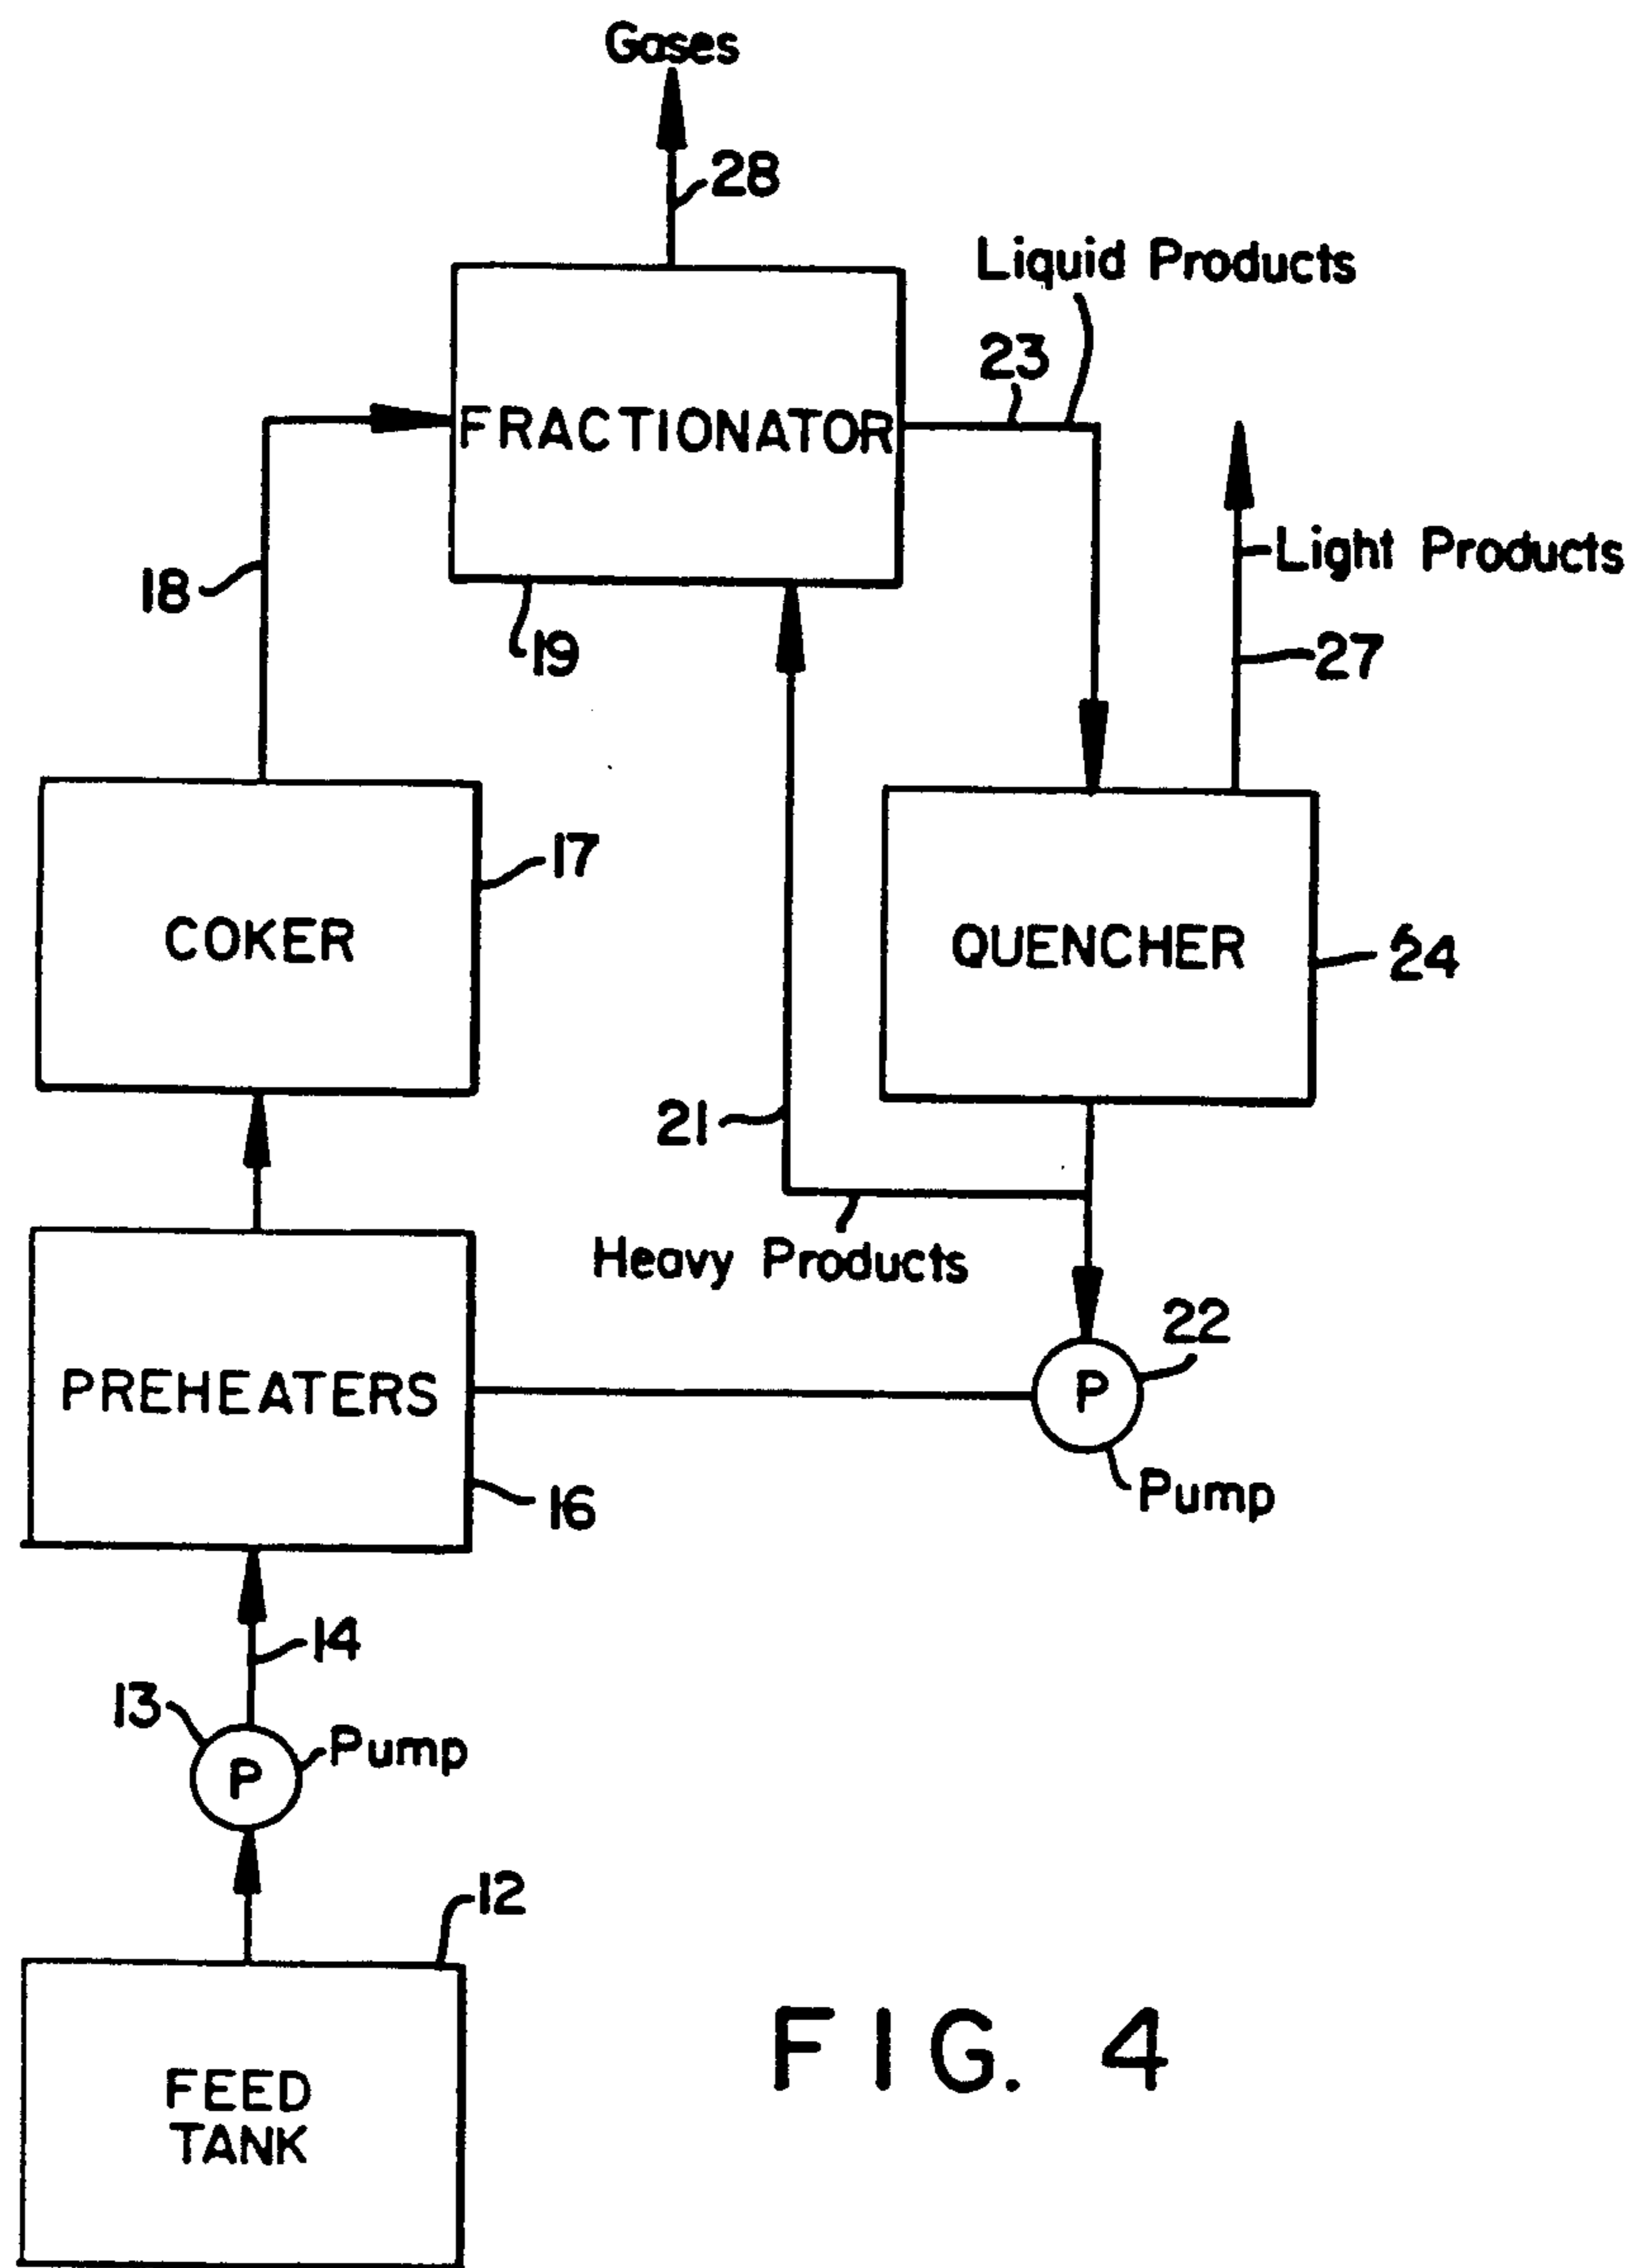 Gases
28
Liquid Products
23
FRACTIONATOR
Light Products
18
19
27
17
COKER
QUENCHER
24
21
Heavy Products
22
PREHEATERS
P
Pump
16
14
13
Pump
P
12
FEED
TANK
FIG. 4